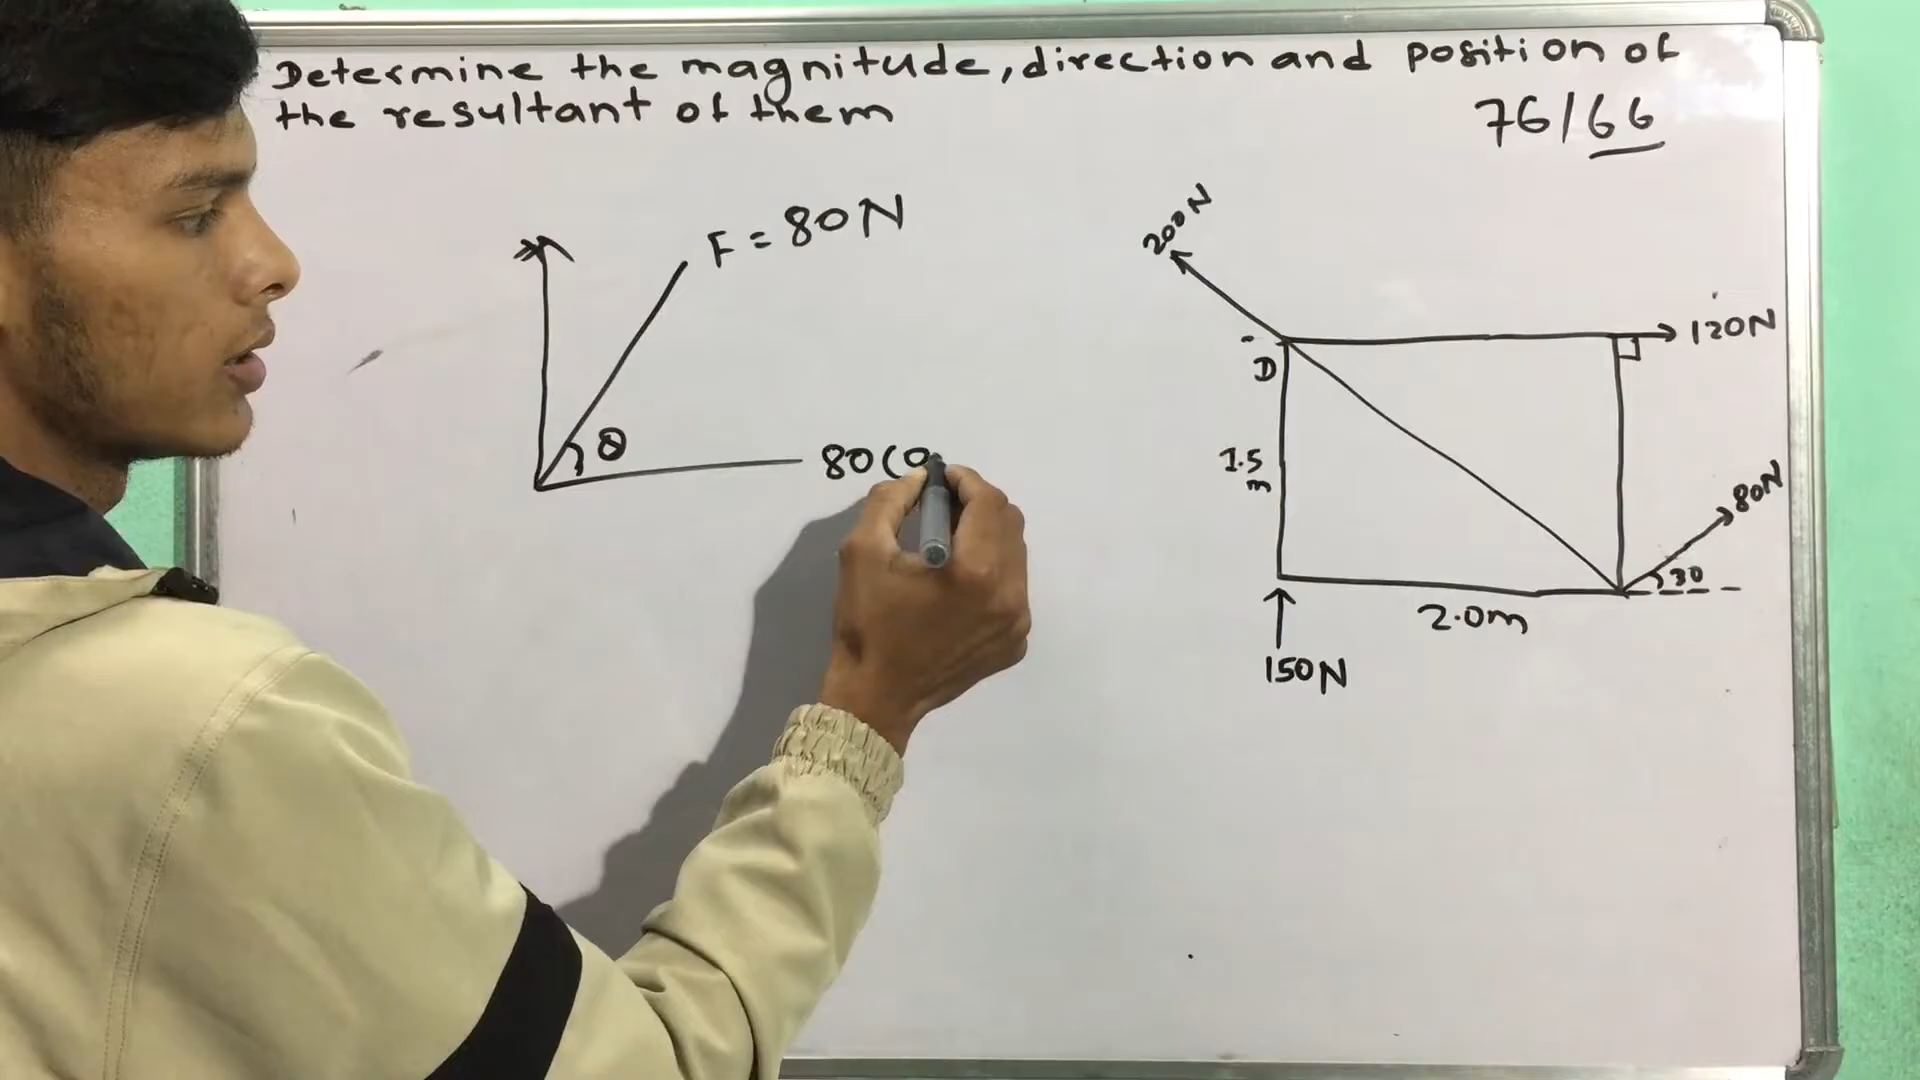 Determine the magnitude, direction and position of
the resultant of them
76/66
F = 80N
θ
80co
200N
120N
D
1.5
m
80N
30
2.0m
150N